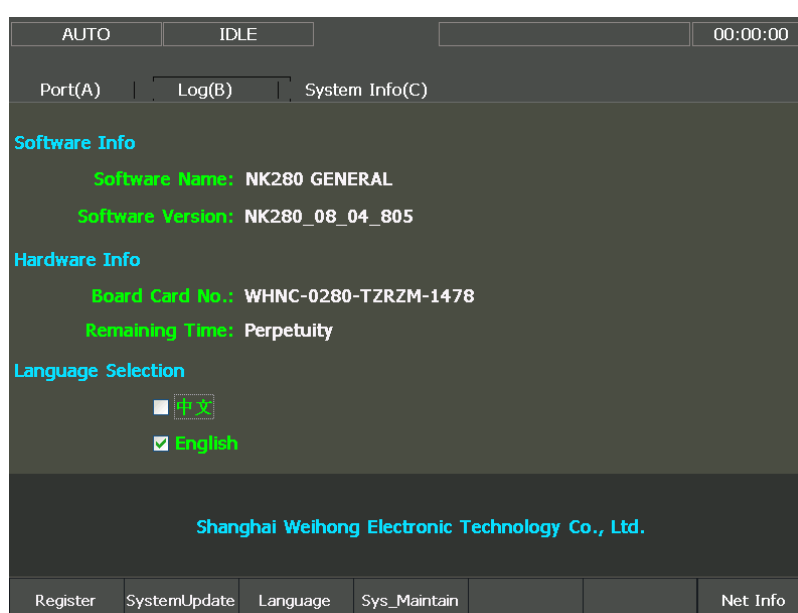 AUTO IDLE 00:00:00
Port(A) Log(B) System Info(C)
Software Info
Software Name: NK280 GENERAL
Software Version: NK280_08_04_805
Hardware Info
Board Card No.: WHNC-0280-TZRZM-1478
Remaining Time: Perpetuity
Language Selection
中文
English
Shanghai Weihong Electronic Technology Co., Ltd.
Register SystemUpdate Language Sys_Maintain Net Info